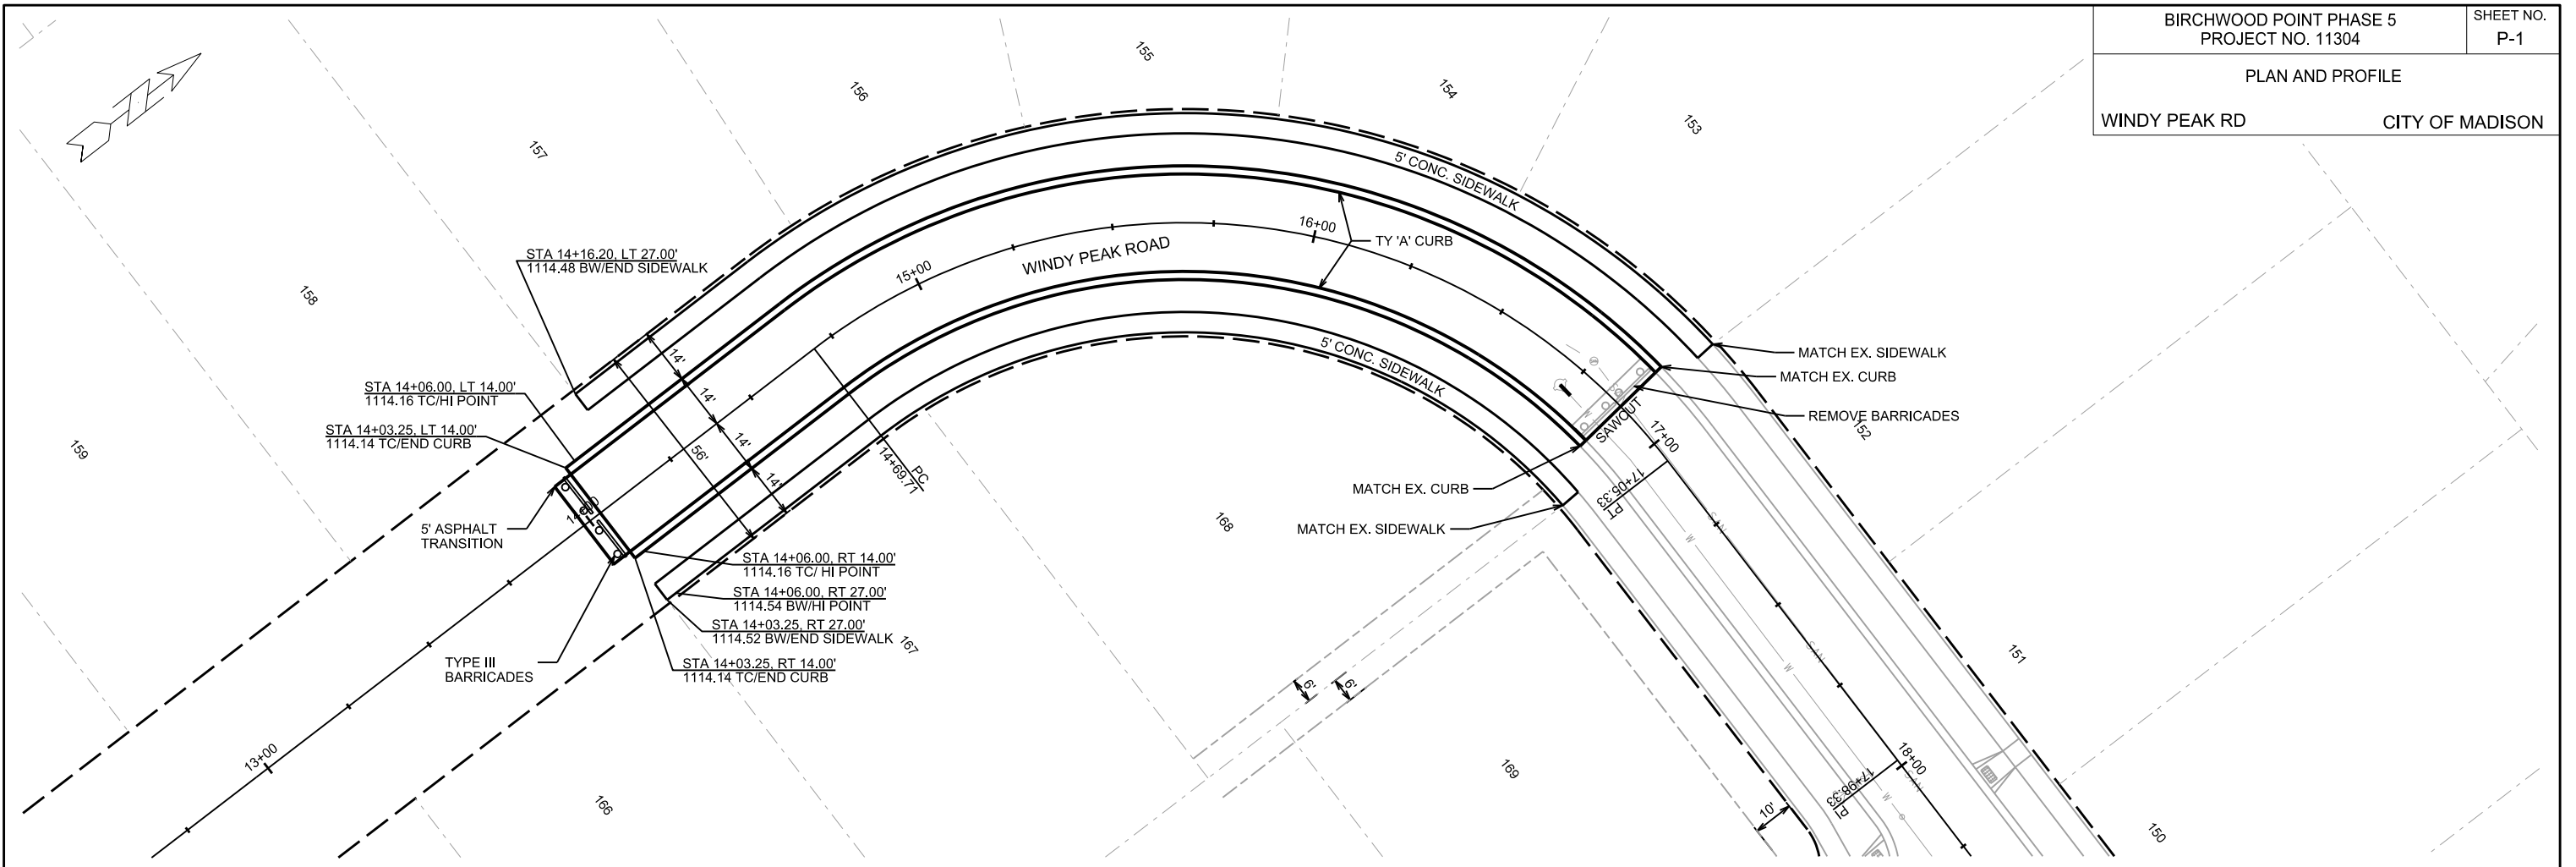 BIRCHWOOD POINT PHASE 5
PROJECT NO. 11304
SHEET NO.
P-1
PLAN AND PROFILE
WINDY PEAK RD
CITY OF MADISON
155
156
154
153
157
158
159
5' CONC. SIDEWALK
STA 14+16.20, LT 27.00'
1114.48 BW/END SIDEWALK
16+00
TY 'A' CURB
WINDY PEAK ROAD
15+00
14'
14'
14'
14'
56'
5' CONC. SIDEWALK
MATCH EX. SIDEWALK
MATCH EX. CURB
REMOVE BARRICADES
152
STA 14+06.00, LT 14.00'
1114.16 TC/HI POINT
STA 14+03.25, LT 14.00'
1114.14 TC/END CURB
PC
14+69.71
SAWCUT
17+00
MATCH EX. CURB
MATCH EX. SIDEWALK
17+05.33
PT
168
5' ASPHALT
TRANSITION
STA 14+06.00, RT 14.00'
1114.16 TC/ HI POINT
STA 14+06.00, RT 27.00'
1114.54 BW/HI POINT
STA 14+03.25, RT 27.00'
1114.52 BW/END SIDEWALK
167
STA 14+03.25, RT 14.00'
1114.14 TC/END CURB
TYPE III
BARRICADES
SAN
W
SAN
W
SAN
W
6'
6'
151
13+00
166
169
18+00
17+98.33
PI
10'
150